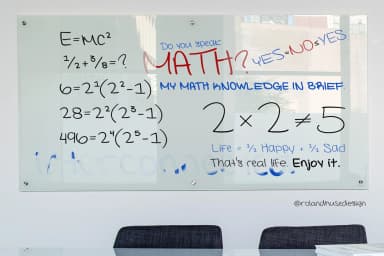 E=MC²
½+³/₈=?
6=2¹(2²-1)
28=2²(2³-1)
496=2⁴(2⁵-1)
Do you speak
MATH? YES=NO≤YES
MY MATH KNOWLEDGE IN BRIEF
2×2≠5
Life = ½ Happy + ½ Sad
That's real life. Enjoy it.
@rolandhusedesign